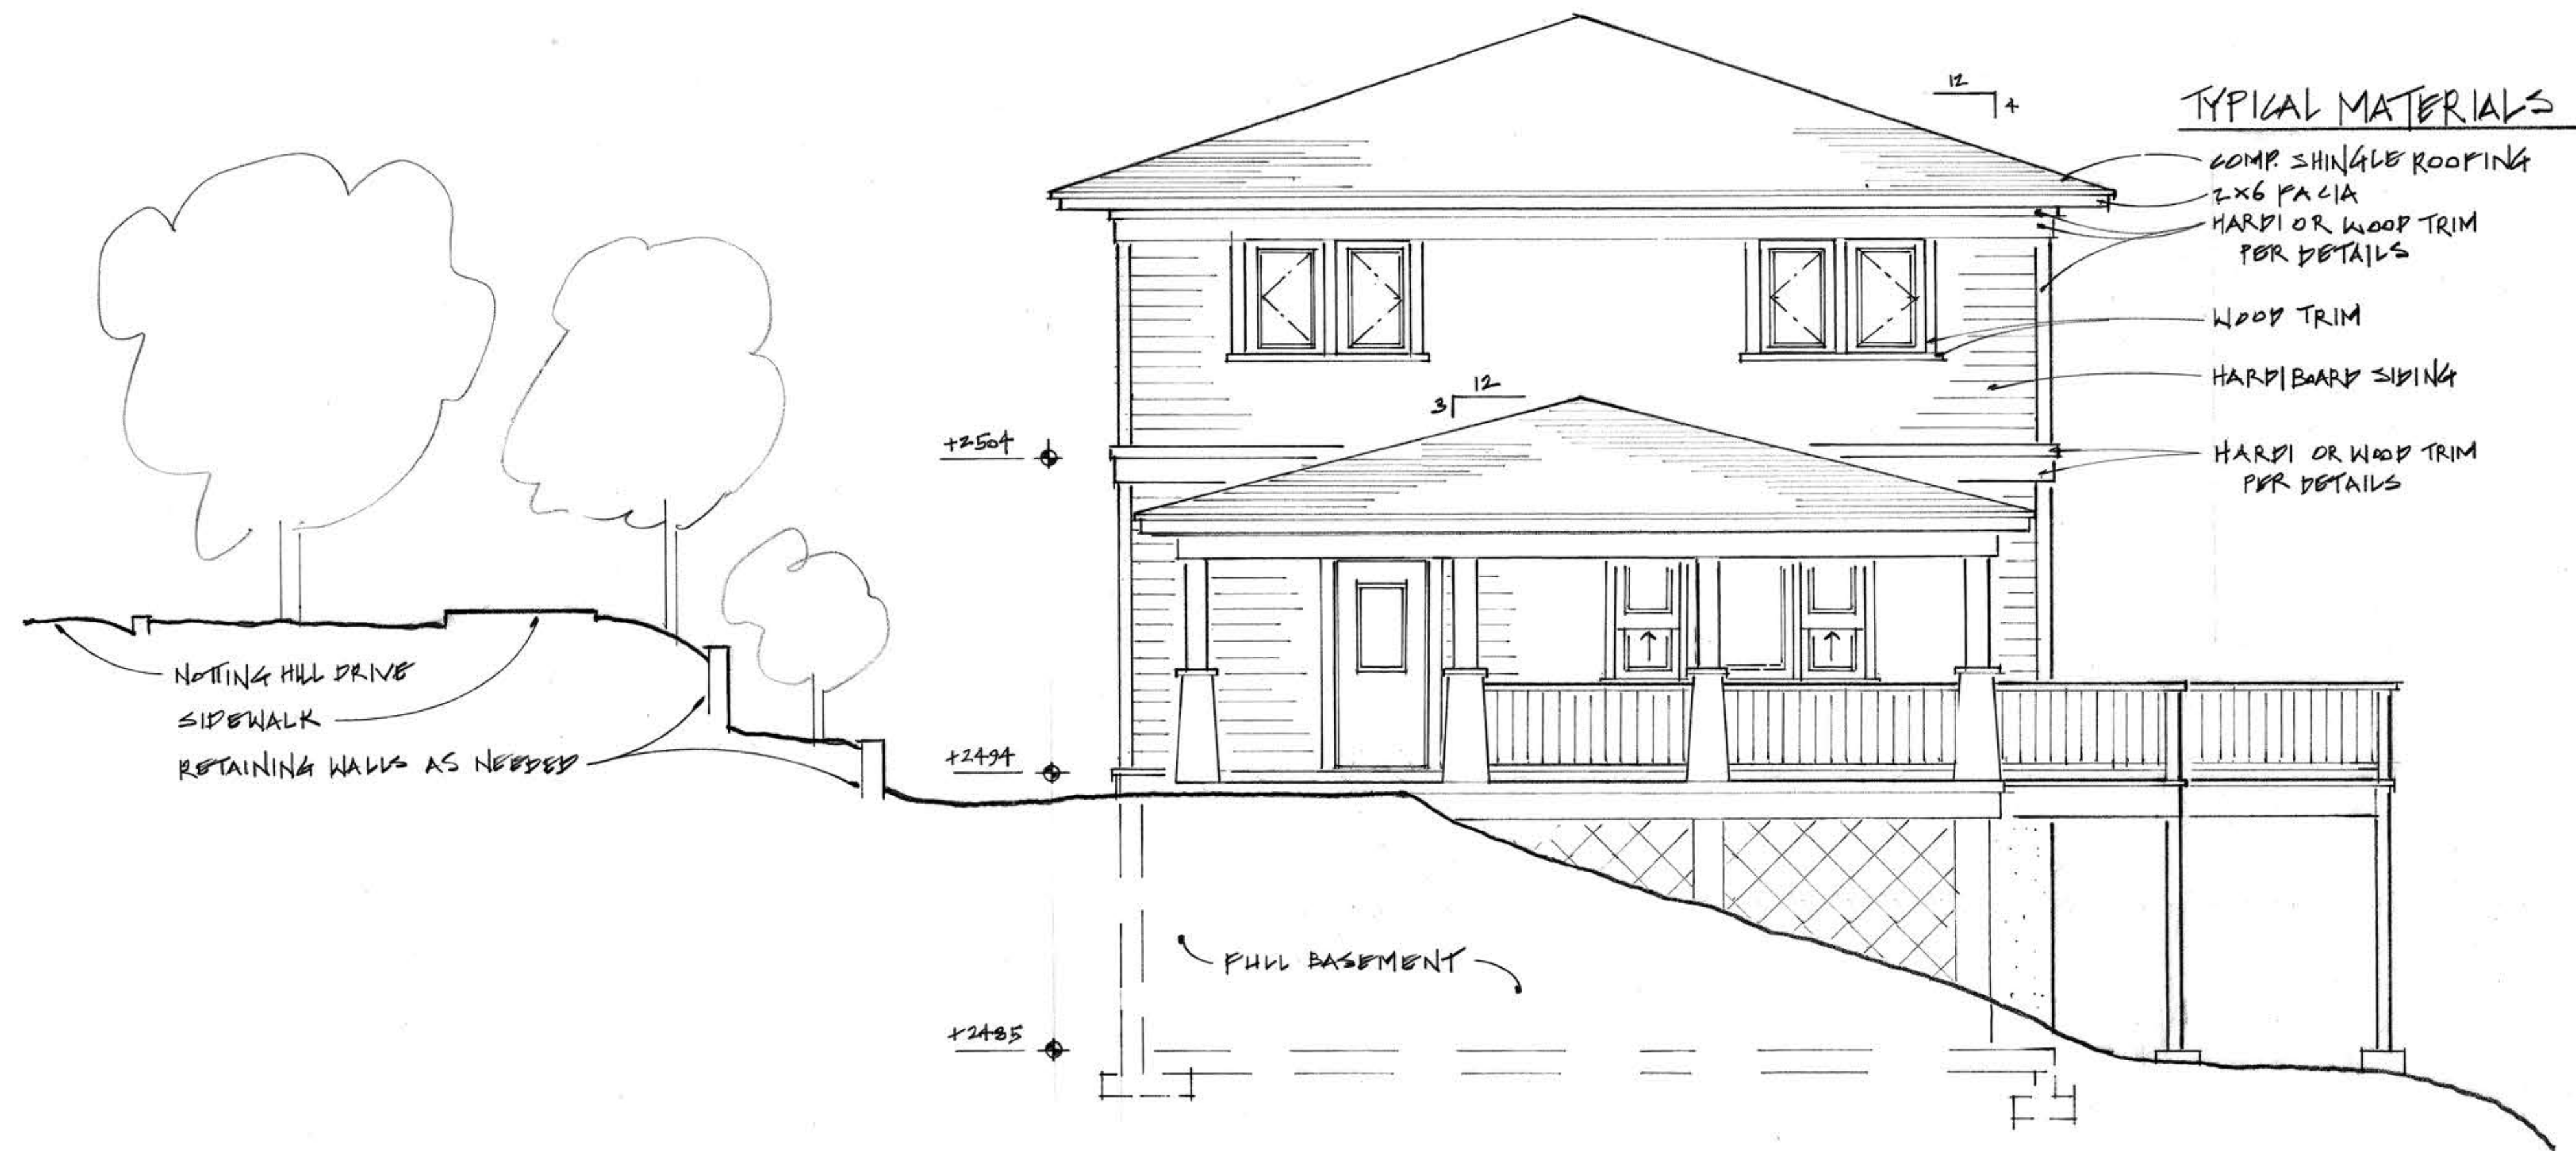 12
4
TYPICAL MATERIALS
COMP. SHINGLE ROOFING
2X6 FACIA
HARDI OR WOOD TRIM
PER DETAILS
WOOD TRIM
HARDIBOARD SIDING
HARDI OR WOOD TRIM
PER DETAILS
12
3
+2504
+2494
+2485
NOTTING HILL DRIVE
SIDEWALK
RETAINING WALLS AS NEEDED
FULL BASEMENT